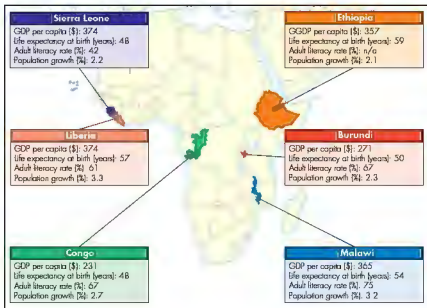 Sierra Leone
GDP per capita ($): 374
Life expectancy at birth (years): 48
Adult literacy rate (%): 42
Population growth (%): 2.2
Ethiopia
GGDP per capita ($): 357
Life expectancy at birth (years): 59
Adult literacy rate (%): n/a
Population growth (%): 2.1
Liberia
GDP per capita ($): 374
Life expectancy at birth (years): 57
Adult literacy rate (%): 61
Population growth (%): 3.3
Burundi
GDP per capita ($): 271
Life expectancy at birth (years): 50
Adult literacy rate (%): 67
Population growth (%): 2.3
Congo
GDP per capita ($): 231
Life expectancy at birth (years): 48
Adult literacy rate (%): 67
Population growth (%): 2.7
Malawi
GDP per capita ($): 365
Life expectancy at birth (years): 54
Adult literacy rate (%): 75
Population growth (%): 3.2